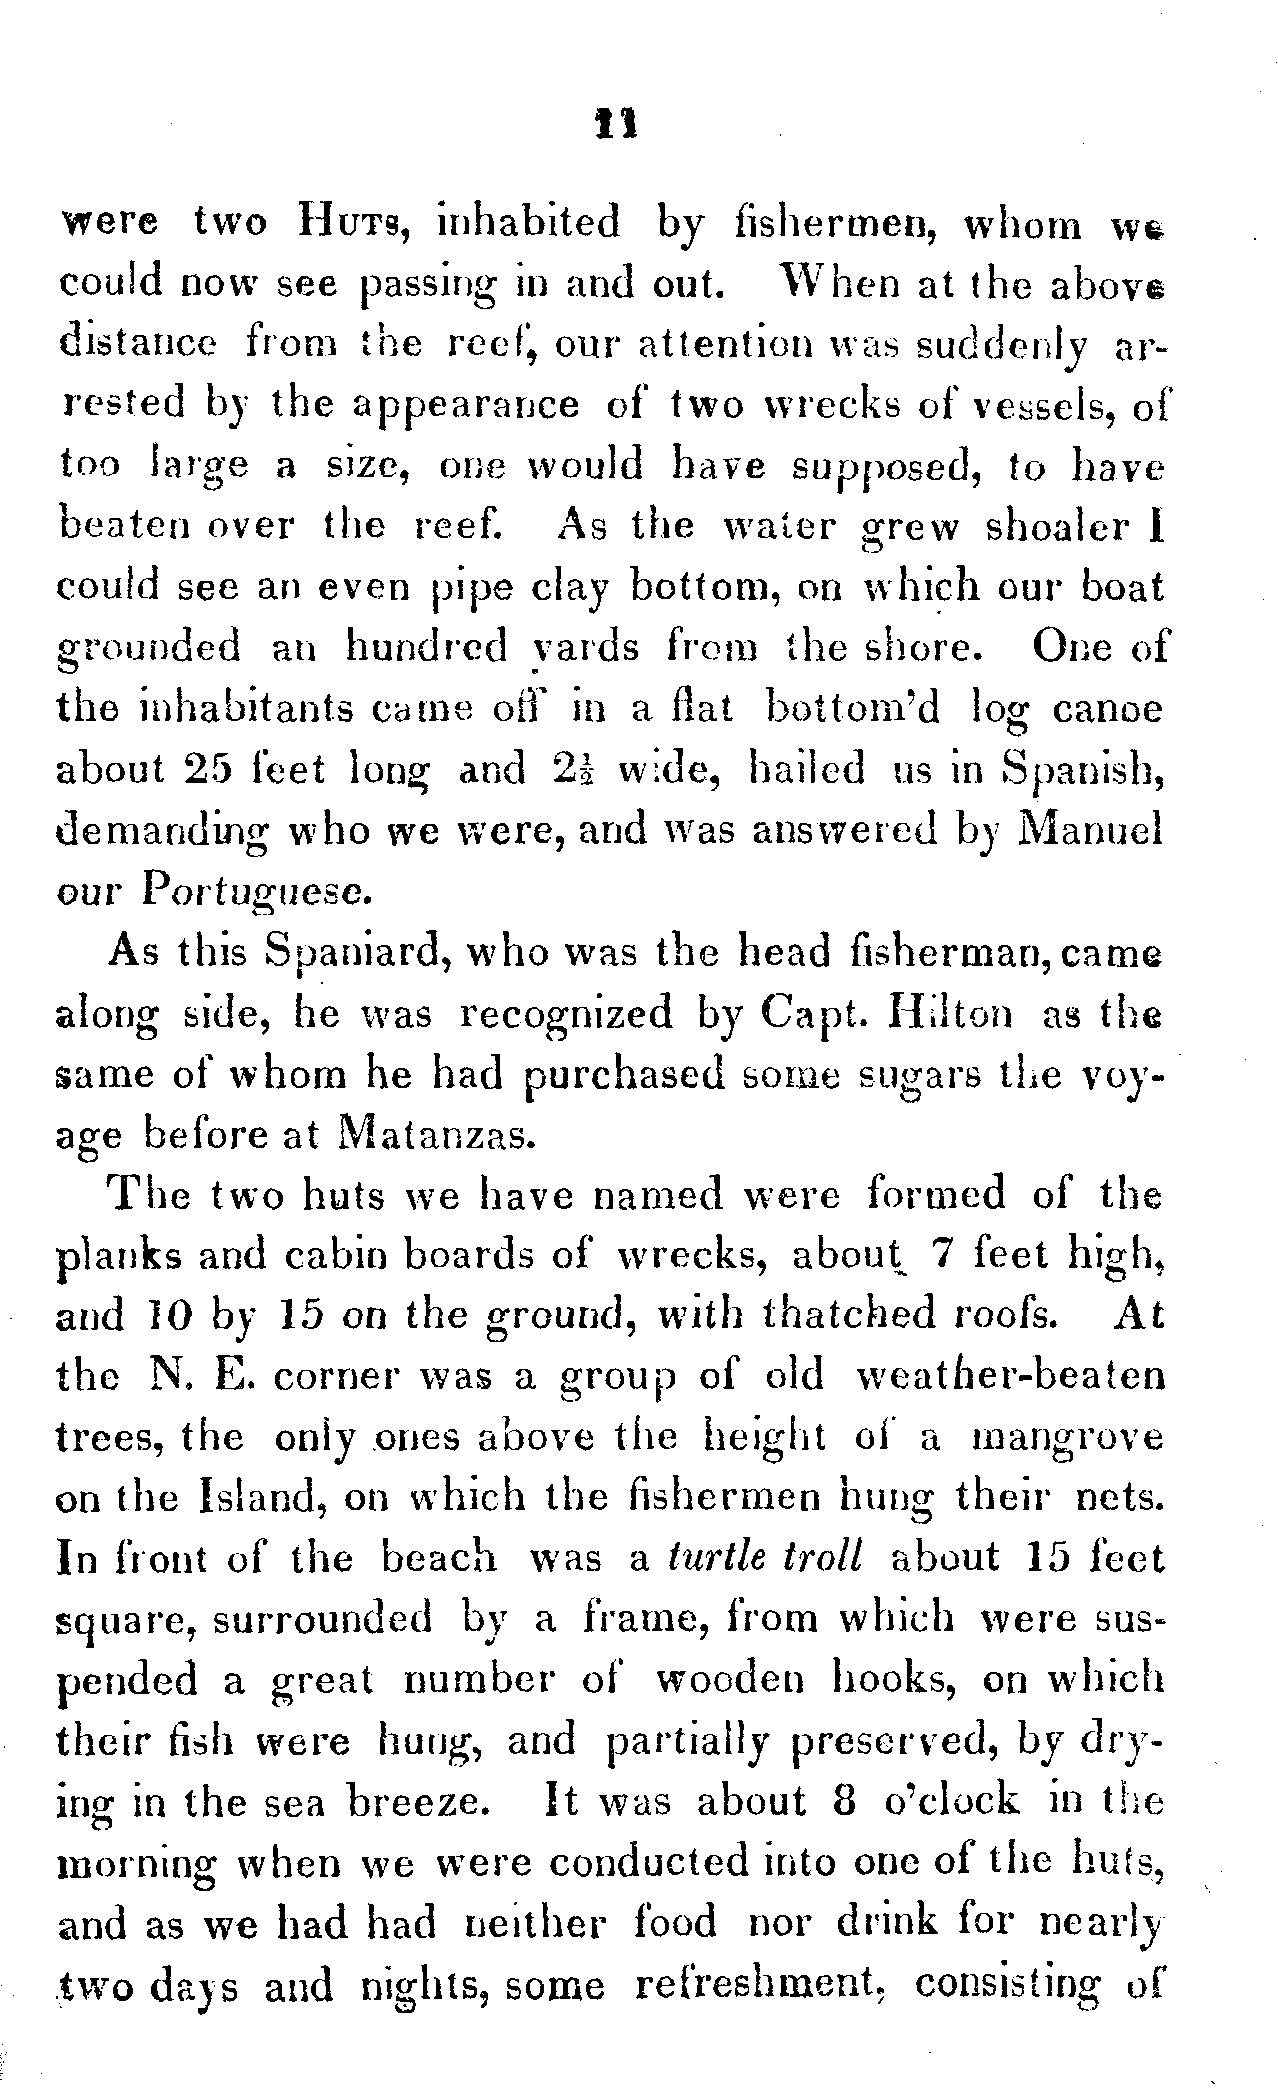 11
were two Huts, inhabited by fishermen, whom we
could now see passing in and out. When at the above
distance from the reef, our attention was suddenly ar-
rested by the appearance of two wrecks of vessels, of
too large a size, one would have supposed, to have
beaten over the reef. As the water grew shoaler I
could see an even pipe clay bottom, on which our boat
grounded an hundred yards from the shore. One of
the inhabitants came off in a flat bottom'd log canoe
about 25 feet long and 2½ wide, hailed us in Spanish,
demanding who we were, and was answered by Manuel
our Portuguese.
As this Spaniard, who was the head fisherman, came
along side, he was recognized by Capt. Hilton as the
same of whom he had purchased some sugars the voy-
age before at Matanzas.
The two huts we have named were formed of the
planks and cabin boards of wrecks, about 7 feet high,
and 10 by 15 on the ground, with thatched roofs. At
the N. E. corner was a group of old weather-beaten
trees, the only ones above the height of a mangrove
on the Island, on which the fishermen hung their nets.
In front of the beach was a turtle troll about 15 feet
square, surrounded by a frame, from which were sus-
pended a great number of wooden hooks, on which
their fish were hung, and partially preserved, by dry-
ing in the sea breeze. It was about 8 o'clock in the
morning when we were conducted into one of the huts,
and as we had had neither food nor drink for nearly
two days and nights, some refreshment, consisting of